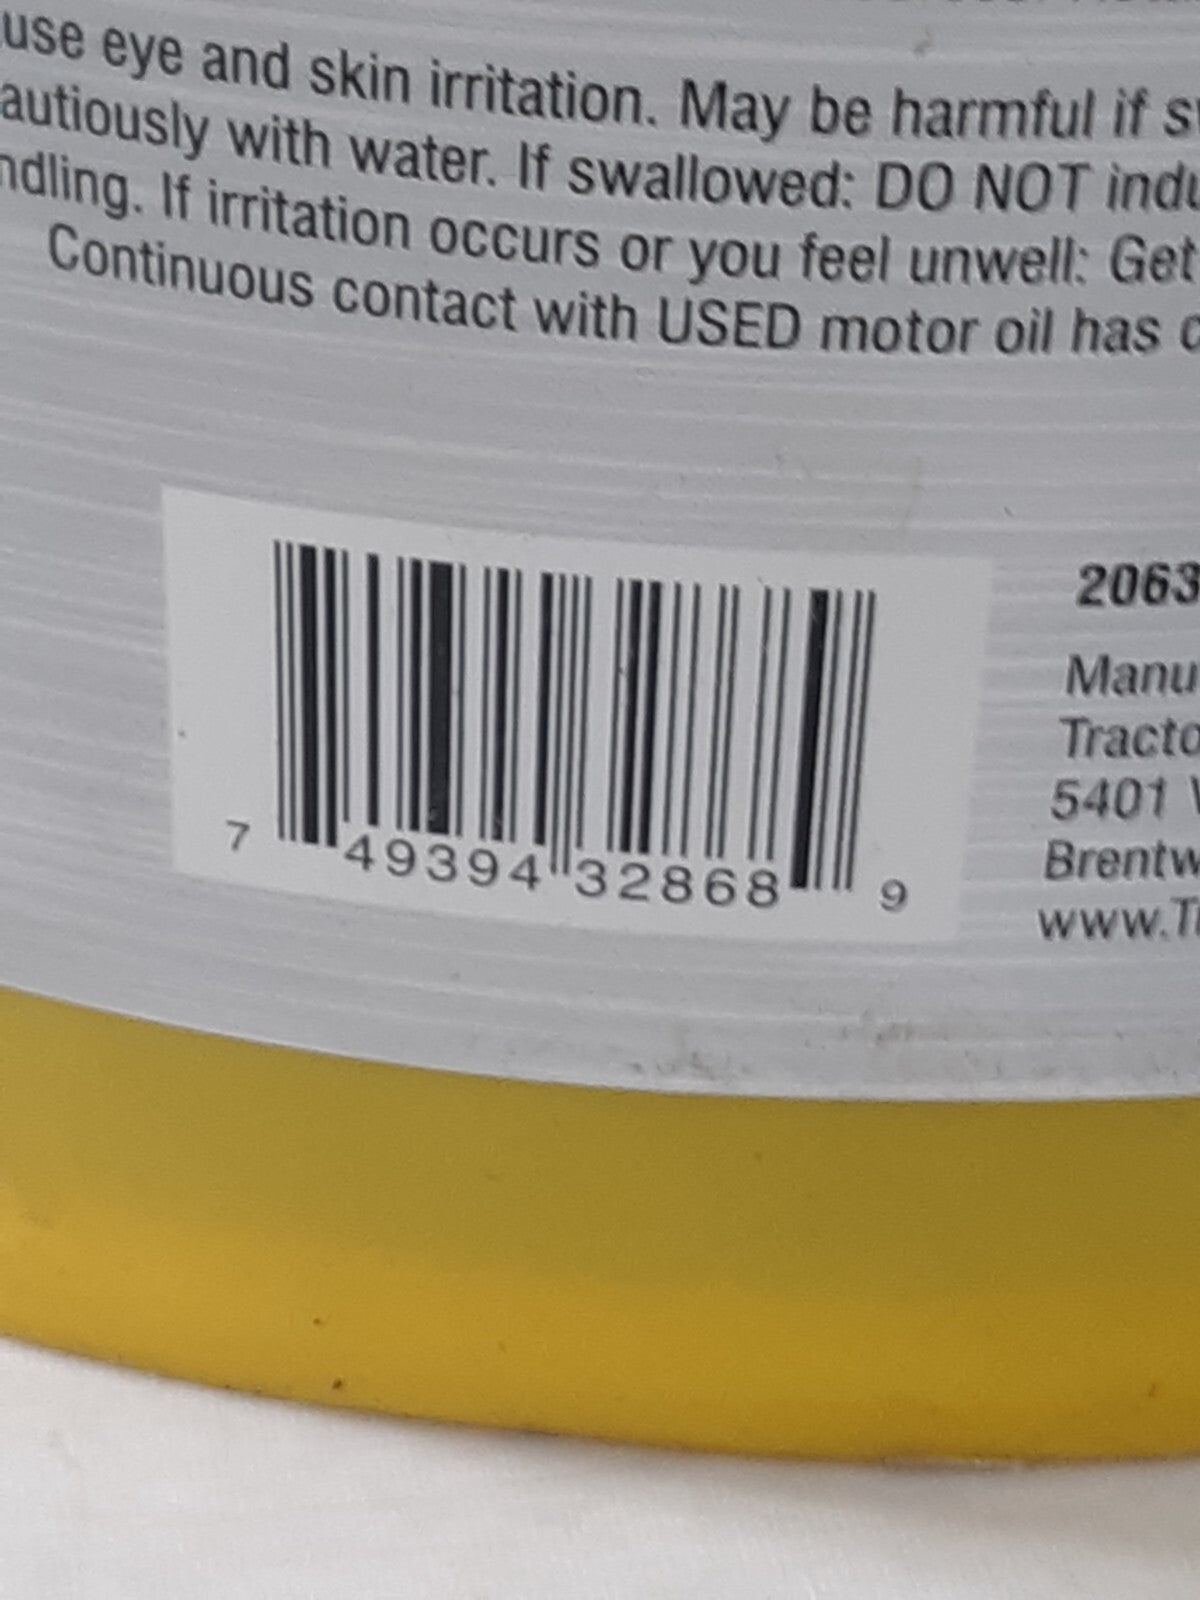 use eye and skin irritation. May be harmful if
autiously with water. If swallowed: DO NOT
ndling. If irritation occurs or you feel unwell: Get
Continuous contact with USED motor oil has
2063
Manu
Tracto
5401
Brentw
www.T
7 49394 32868 9